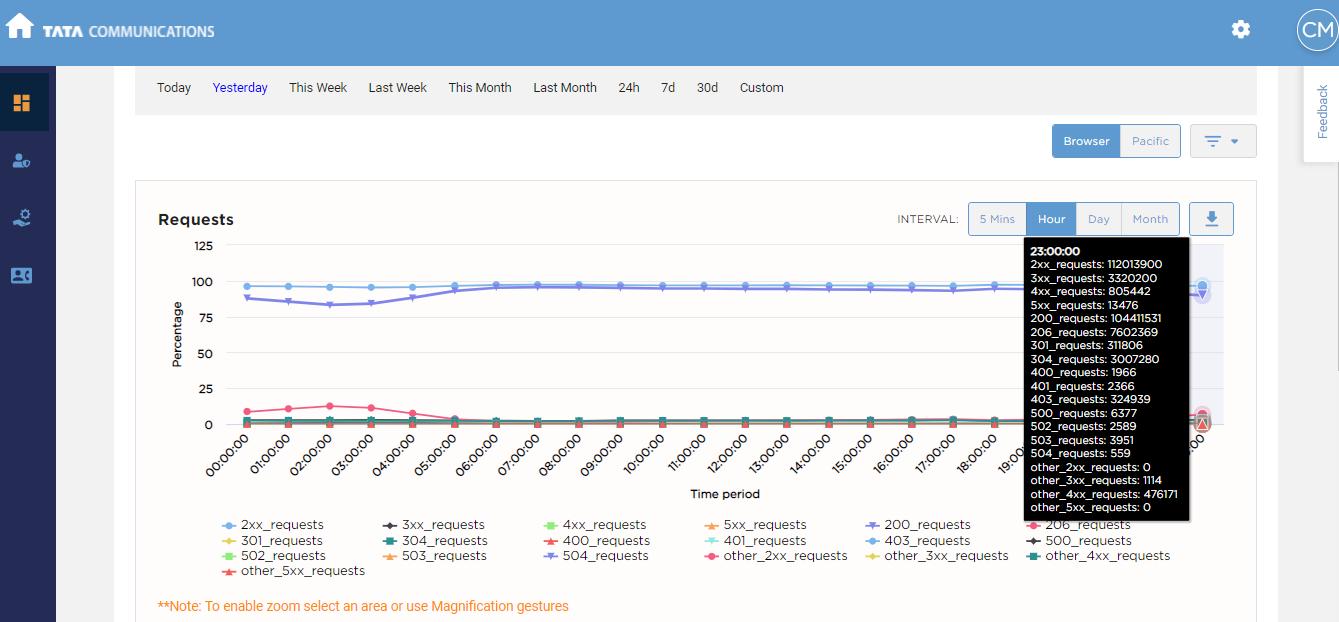 TATA COMMUNICATIONS
CM
Today Yesterday This Week Last Week This Month Last Month 24h 7d 30d Custom
Feedback
Browser Pacific
Requests
INTERVAL: 5 Mins Hour Day Month
125
100
75
50
25
0
Percentage
00:00:00 01:00:00 02:00:00 03:00:00 04:00:00 05:00:00 06:00:00 07:00:00 08:00:00 09:00:00 10:00:00 11:00:00 12:00:00 13:00:00 14:00:00 15:00:00 16:00:00 17:00:00 18:00:00
Time period
23:00:00
2xx_requests: 112013900
3xx_requests: 3320200
4xx_requests: 805442
5xx_requests: 13476
200_requests: 104411531
206_requests: 7602369
301_requests: 311806
304_requests: 3007280
400_requests: 1966
401_requests: 2366
403_requests: 324939
500_requests: 6377
502_requests: 2589
503_requests: 3951
504_requests: 559
other_2xx_requests: 0
other_3xx_requests: 1114
other_4xx_requests: 476171
other_5xx_requests: 0
2xx_requests 3xx_requests 4xx_requests 5xx_requests 200_requests 206_requests
301_requests 304_requests 400_requests 401_requests 403_requests 500_requests
502_requests 503_requests 504_requests other_2xx_requests other_3xx_requests other_4xx_requests
other_5xx_requests
**Note: To enable zoom select an area or use Magnification gestures